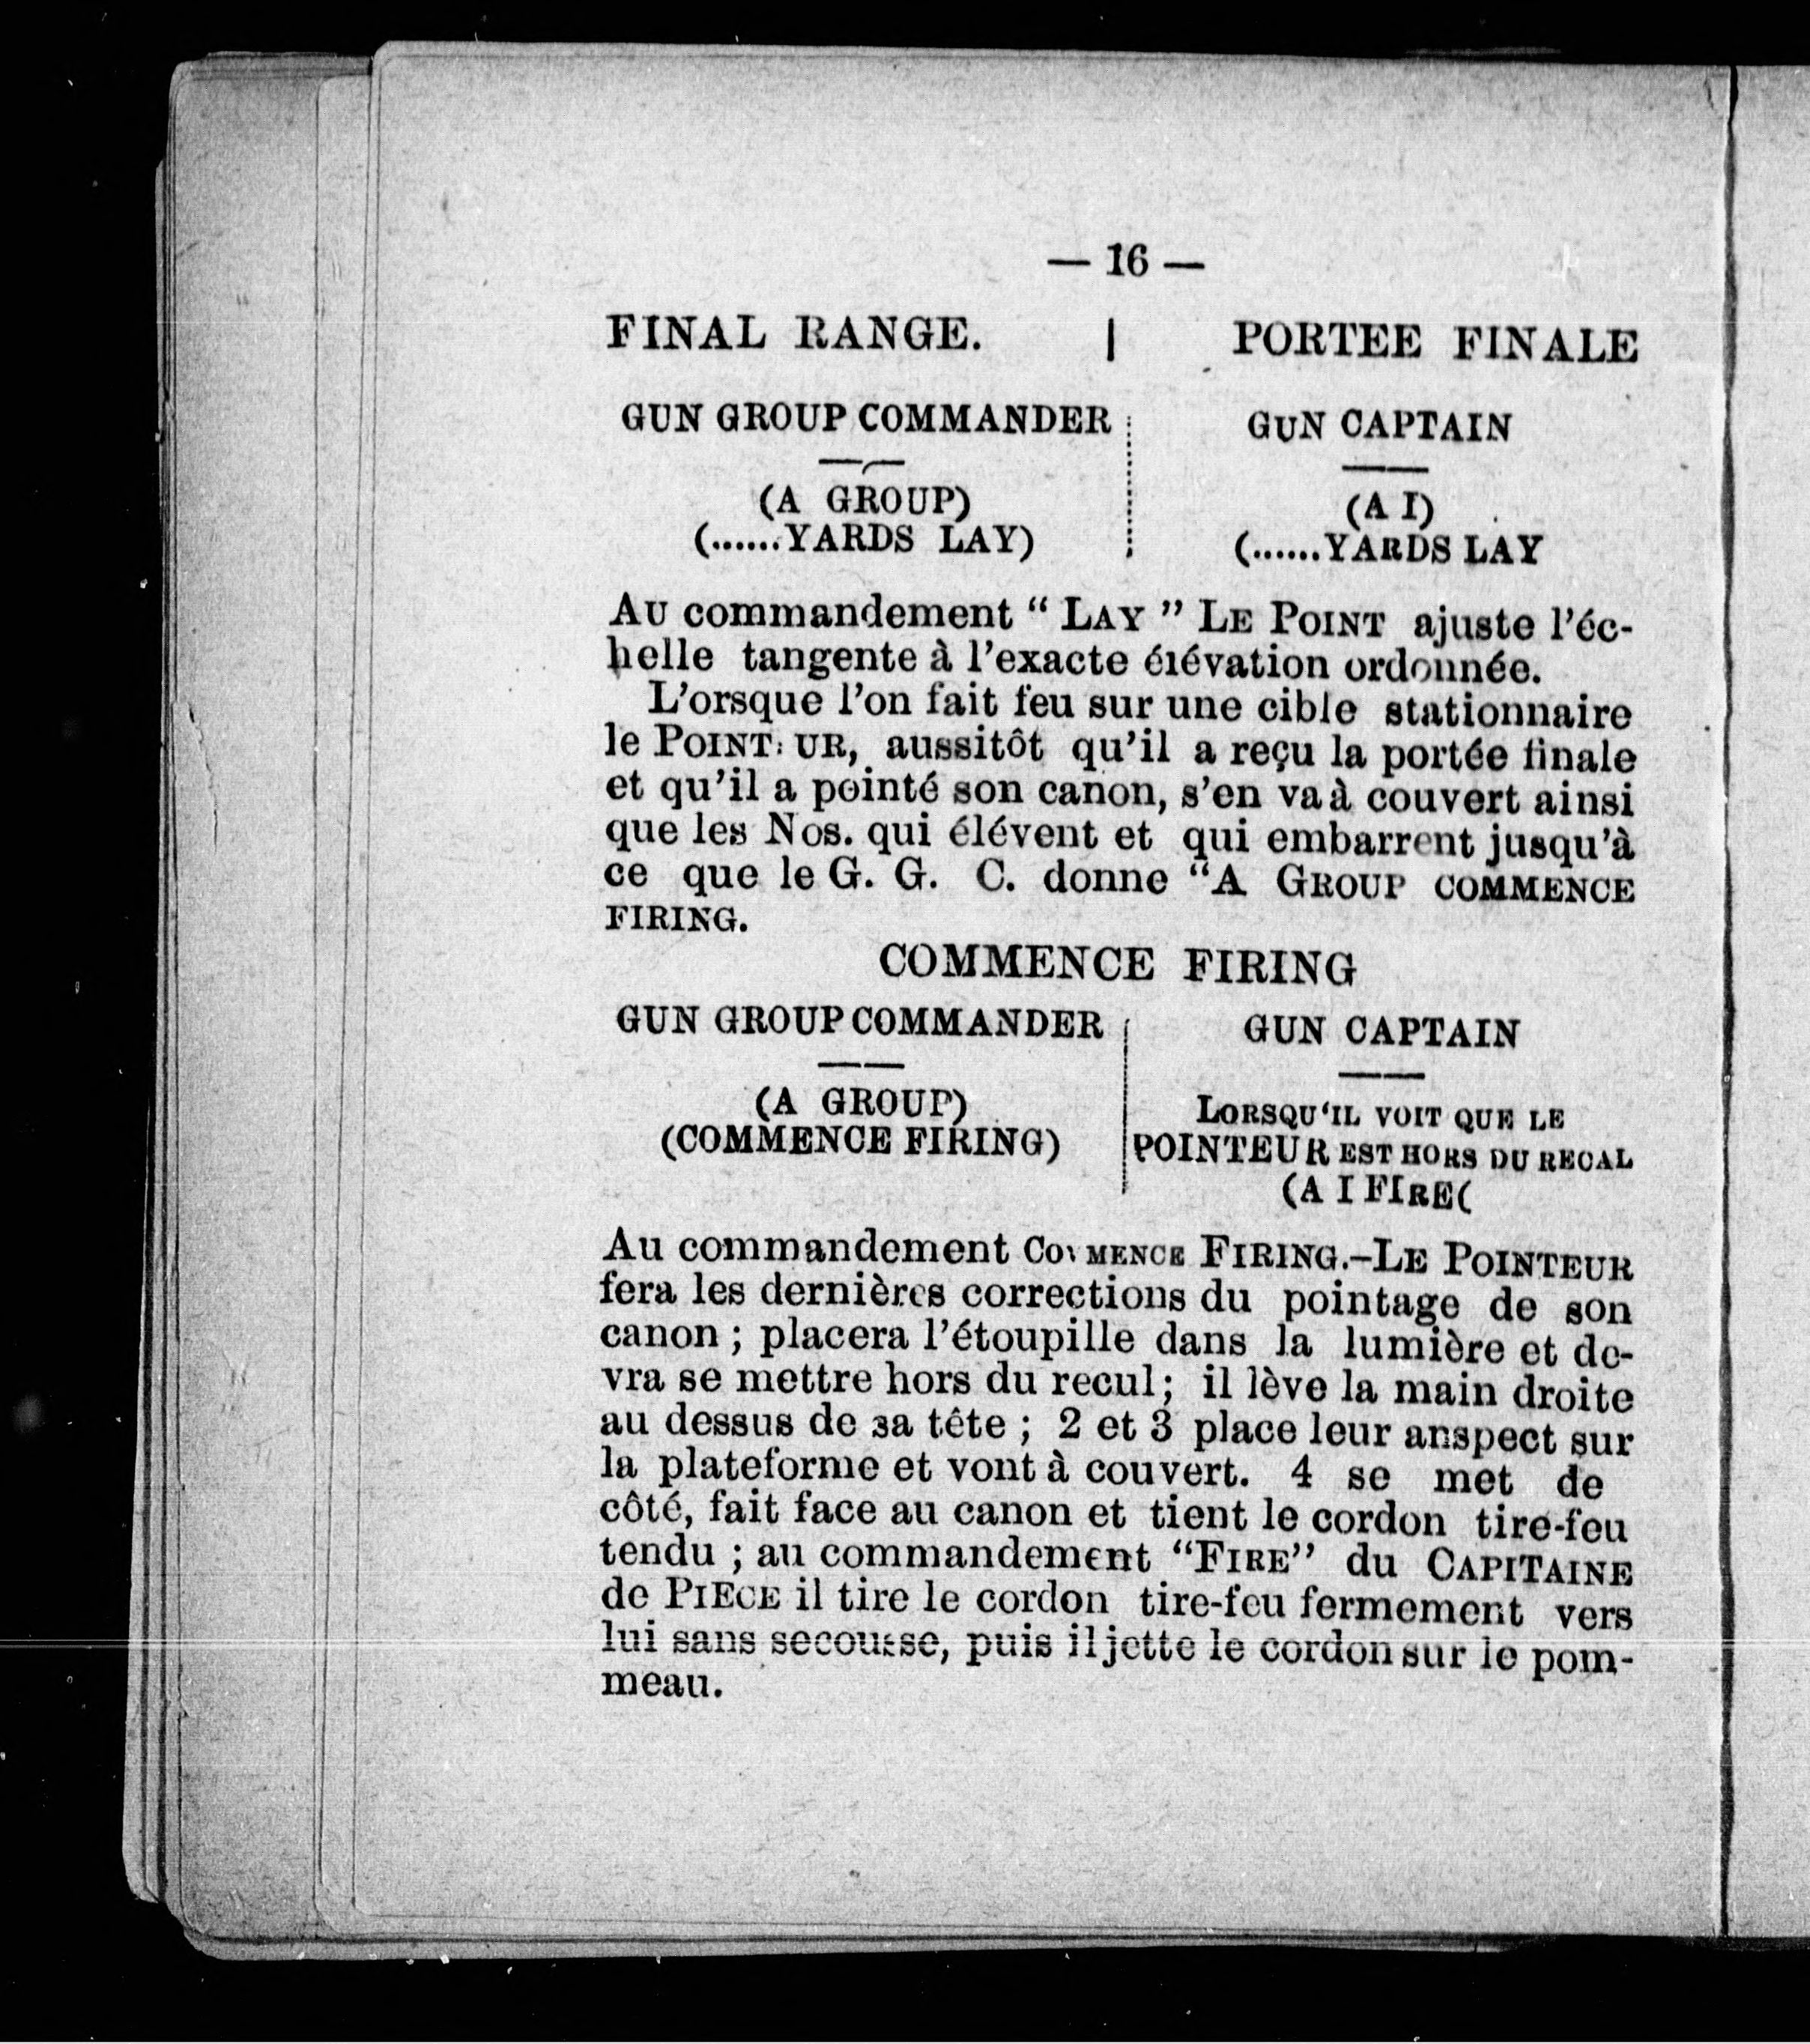 — 16 —
FINAL RANGE. | PORTEE FINALE
GUN GROUP COMMANDER
(A GROUP)
(......YARDS LAY)
GUN CAPTAIN
(A I)
(......YARDS LAY
AU commandement “ LAY ” LE POINT ajuste l’éc-
helle tangente à l’exacte élévation ordonnée.
L’orsque l’on fait feu sur une cible stationnaire
le POINT: UR, aussitôt qu’il a reçu la portée finale
et qu’il a pointé son canon, s’en va à couvert ainsi
que les Nos. qui élévent et qui embarrent jusqu’à
ce que le G. G. C. donne “A GROUP COMMENCE
FIRING.
COMMENCE FIRING
GUN GROUP COMMANDER
(A GROUP)
(COMMENCE FIRING)
GUN CAPTAIN
LORSQU‘IL VOIT QUE LE
POINTEUR EST HORS DU RECAL
(A I FIRE(
Au commandement COMMENCE FIRING.–LE POINTEUR
fera les dernières corrections du pointage de son
canon ; placera l’étoupille dans la lumière et de-
vra se mettre hors du recul ; il lève la main droite
au dessus de sa tête ; 2 et 3 place leur anspect sur
la plateforme et vont à couvert. 4 se met de
côté, fait face au canon et tient le cordon tire-feu
tendu ; au commandement “FIRE” du CAPITAINE
de PIECE il tire le cordon tire-feu fermement vers
lui sans secousse, puis il jette le cordon sur le pom-
meau.